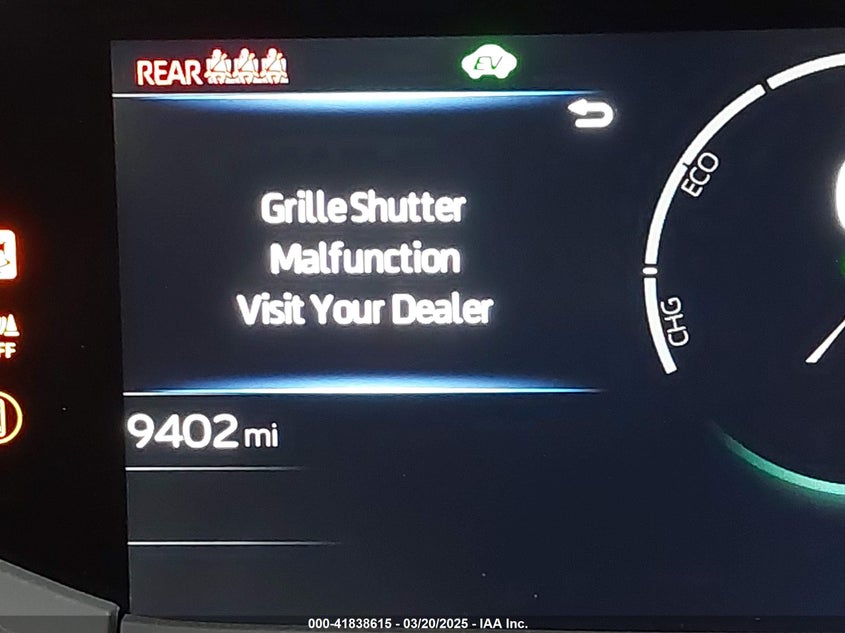 REAR
EV
Grille Shutter
Malfunction
Visit Your Dealer
ECO
CHG
9402 mi
FF
000-41838615 - 03/20/2025 - IAA Inc.